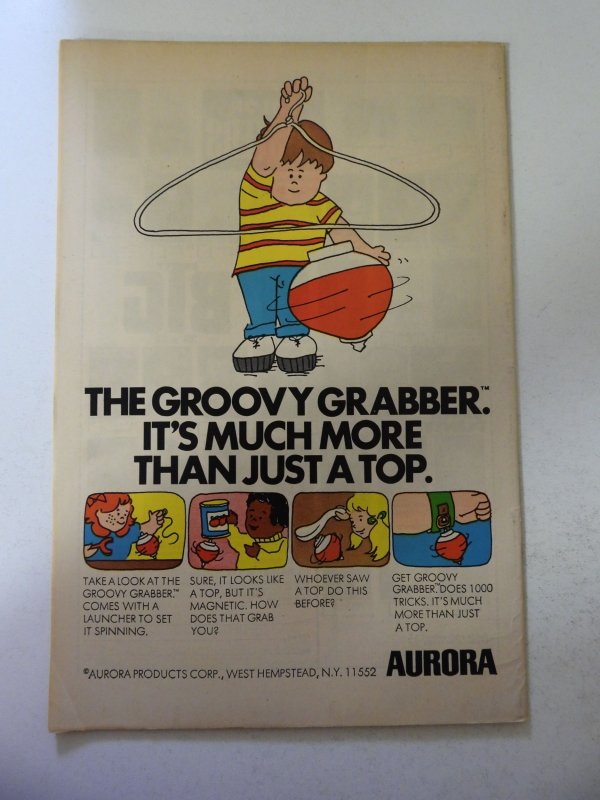 THE GROOVY GRABBER.™
IT'S MUCH MORE
THAN JUST A TOP.
TAKE A LOOK AT THE
GROOVY GRABBER.™
COMES WITH A
LAUNCHER TO SET
IT SPINNING.
SURE, IT LOOKS LIKE
A TOP, BUT IT'S
MAGNETIC. HOW
DOES THAT GRAB
YOU?
WHOEVER SAW
A TOP DO THIS
BEFORE?
GET GROOVY
GRABBER.™DOES 1000
TRICKS. IT'S MUCH
MORE THAN JUST
A TOP.
©AURORA PRODUCTS CORP., WEST HEMPSTEAD, N.Y. 11552
AURORA